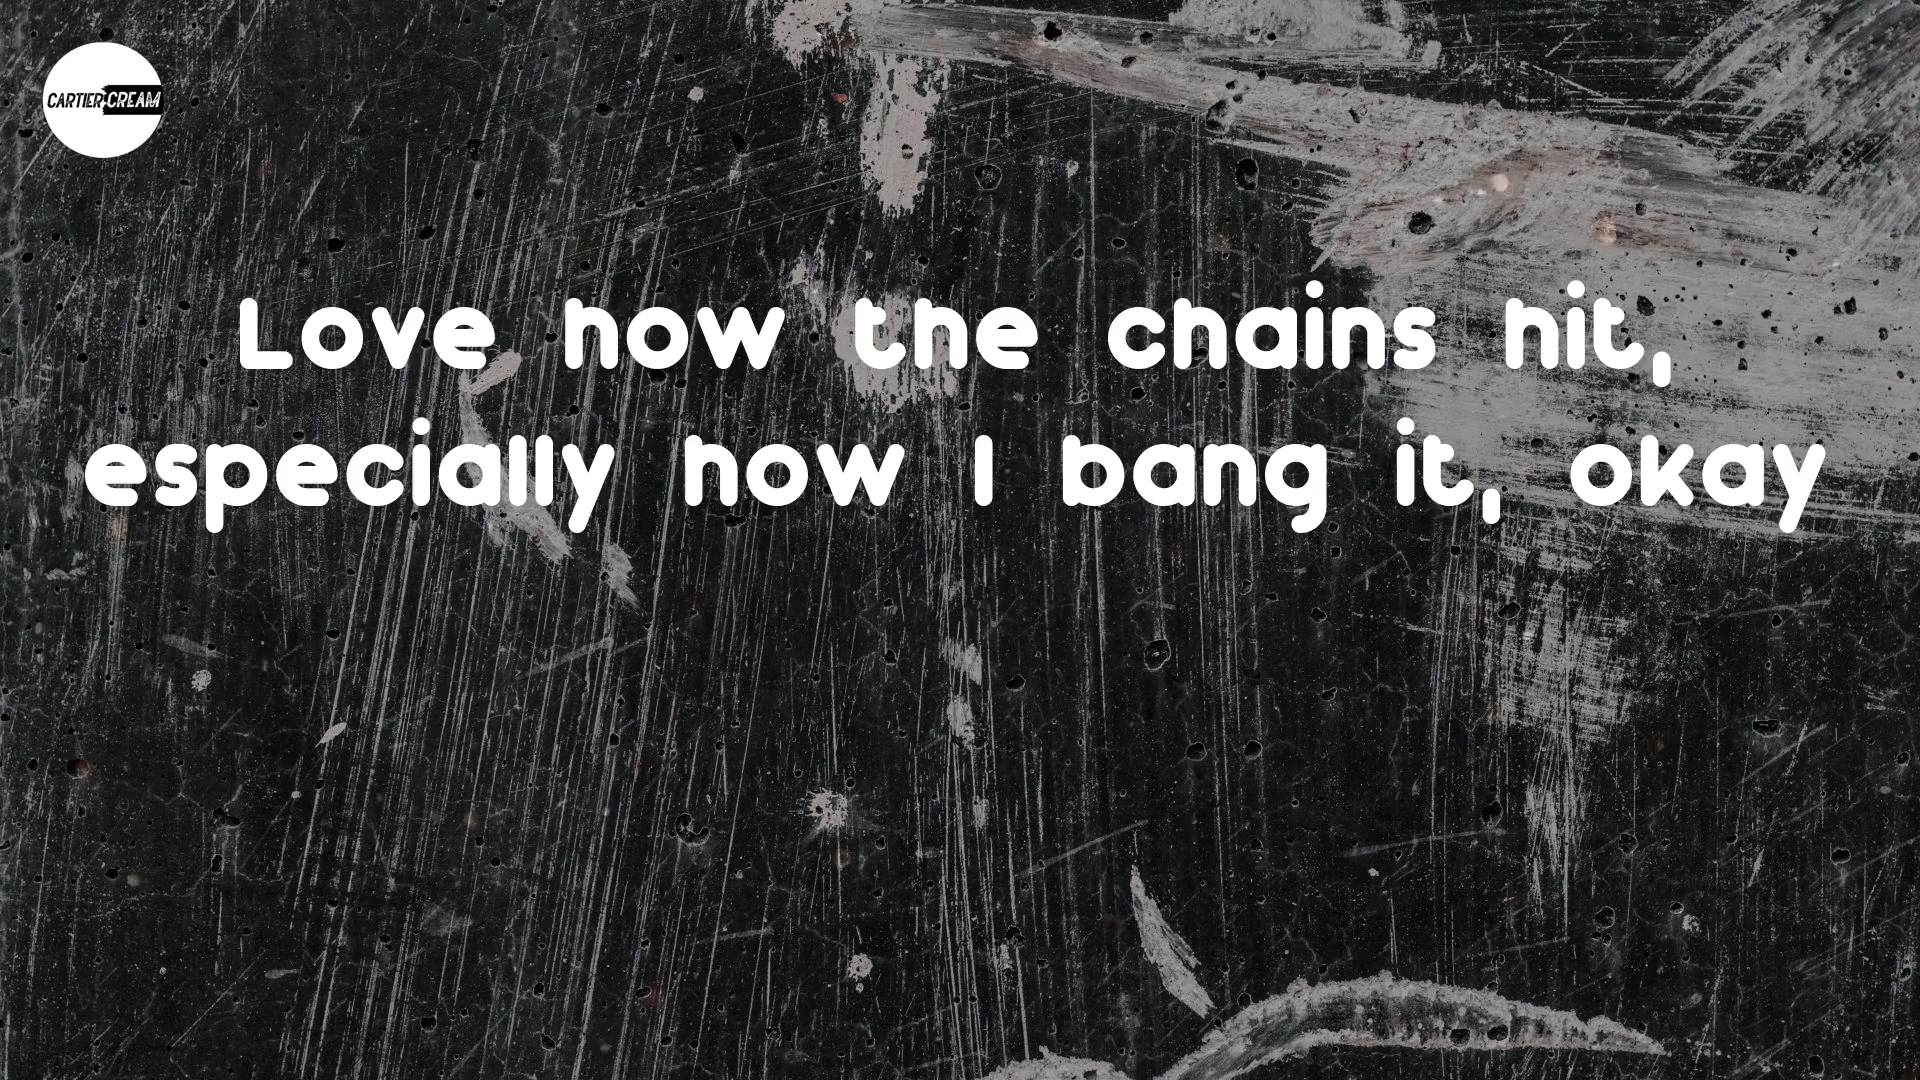 CARTIER CREAM
Love how the chains hit,
especially how I bang it, okay